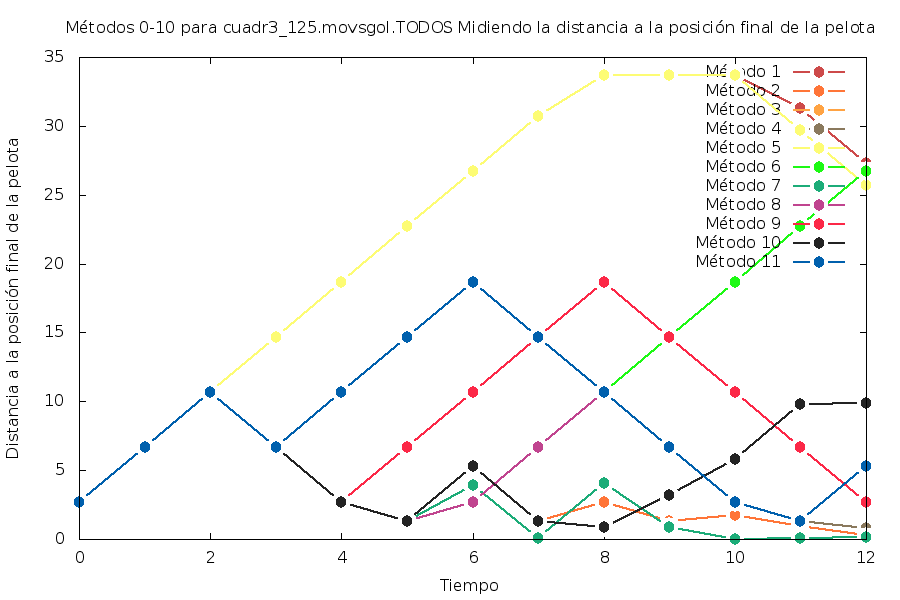 Métodos 0-10 para cuadr3_125.movsgol.TODOS Midiendo la distancia a la posición final de la pelota
Distancia a la posición final de la pelota
35
30
25
20
15
10
5
0
Método 1
Método 2
Método 3
Método 4
Método 5
Método 6
Método 7
Método 8
Método 9
Método 10
Método 11
0 2 4 6 8 10 12
Tiempo